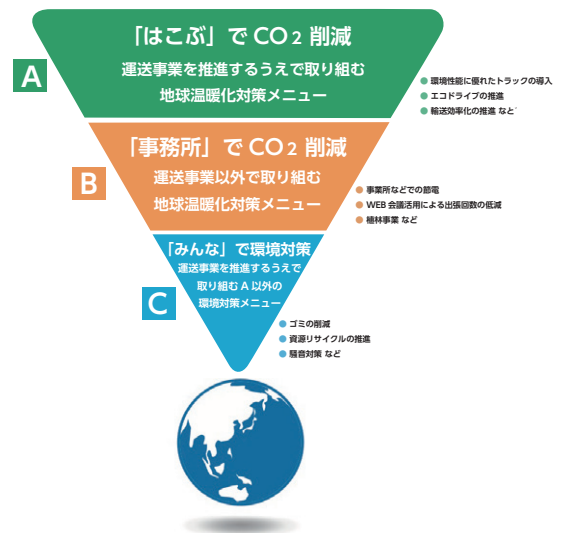 「はこぶ」で CO2 削減
A
運送事業を推進するうえで取り組む
地球温暖化対策メニュー
● 環境性能に優れたトラックの導入
● エコドライブの推進
● 輸送効率化の推進 など
「事務所」で CO2 削減
B
運送事業以外で取り組む
地球温暖化対策メニュー
● 事業所などでの節電
● WEB 会議活用による出張回数の低減
● 植林事業 など
「みんな」で環境対策
運送事業を推進するうえで
取り組む A 以外の
環境対策メニュー
C
● ゴミの削減
● 資源リサイクルの推進
● 騒音対策 など